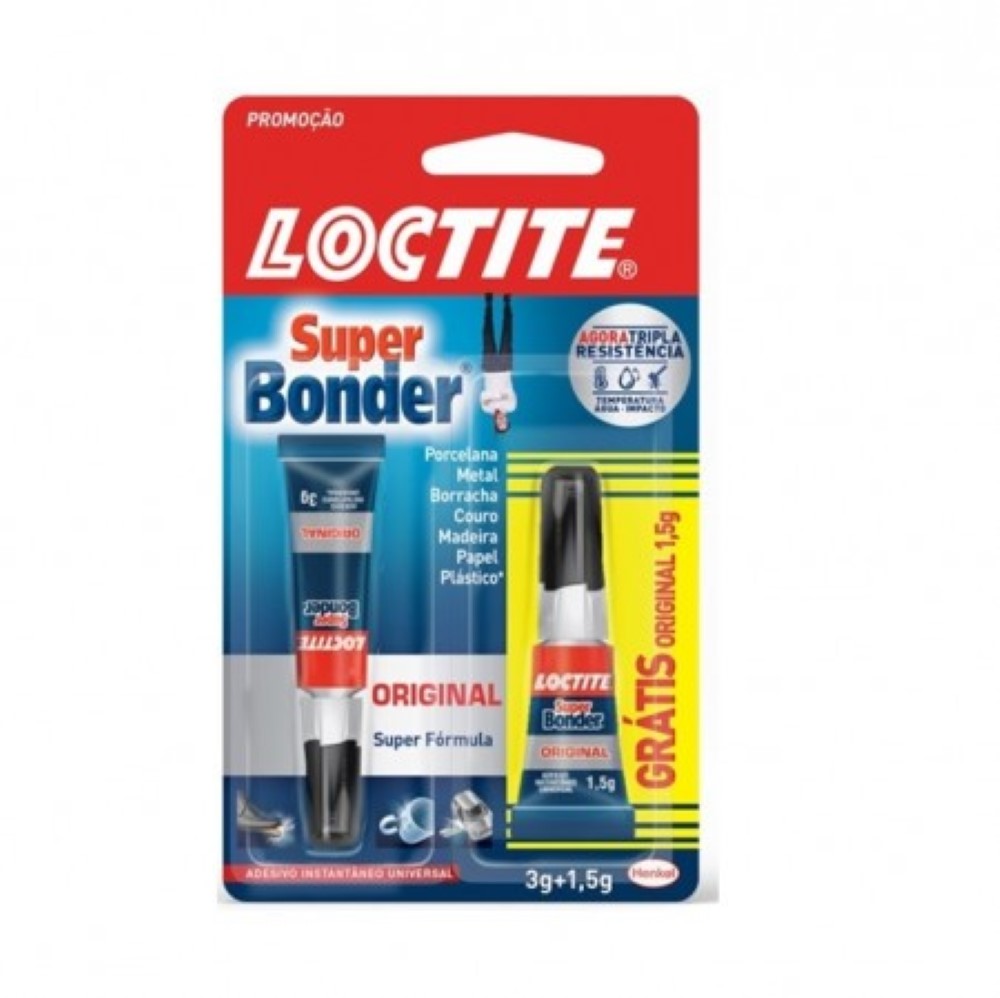 PROMOÇÃO
LOCTITE®
Super
Bonder®
AGORA TRIPLA
RESISTÊNCIA
TEMPERATURA
ÁGUA - IMPACTO
Porcelana
Metal
Borracha
Couro
Madeira
Papel
Plástico*
3g
ORIGINAL
Super
Bonder
LOCTITE
ORIGINAL
Super Fórmula
LOCTITE
Super
Bonder
ORIGINAL
1,5g
GRÁTIS ORIGINAL 1,5g
ADESIVO INSTANTÂNEO UNIVERSAL
3g+1,5g
Henkel